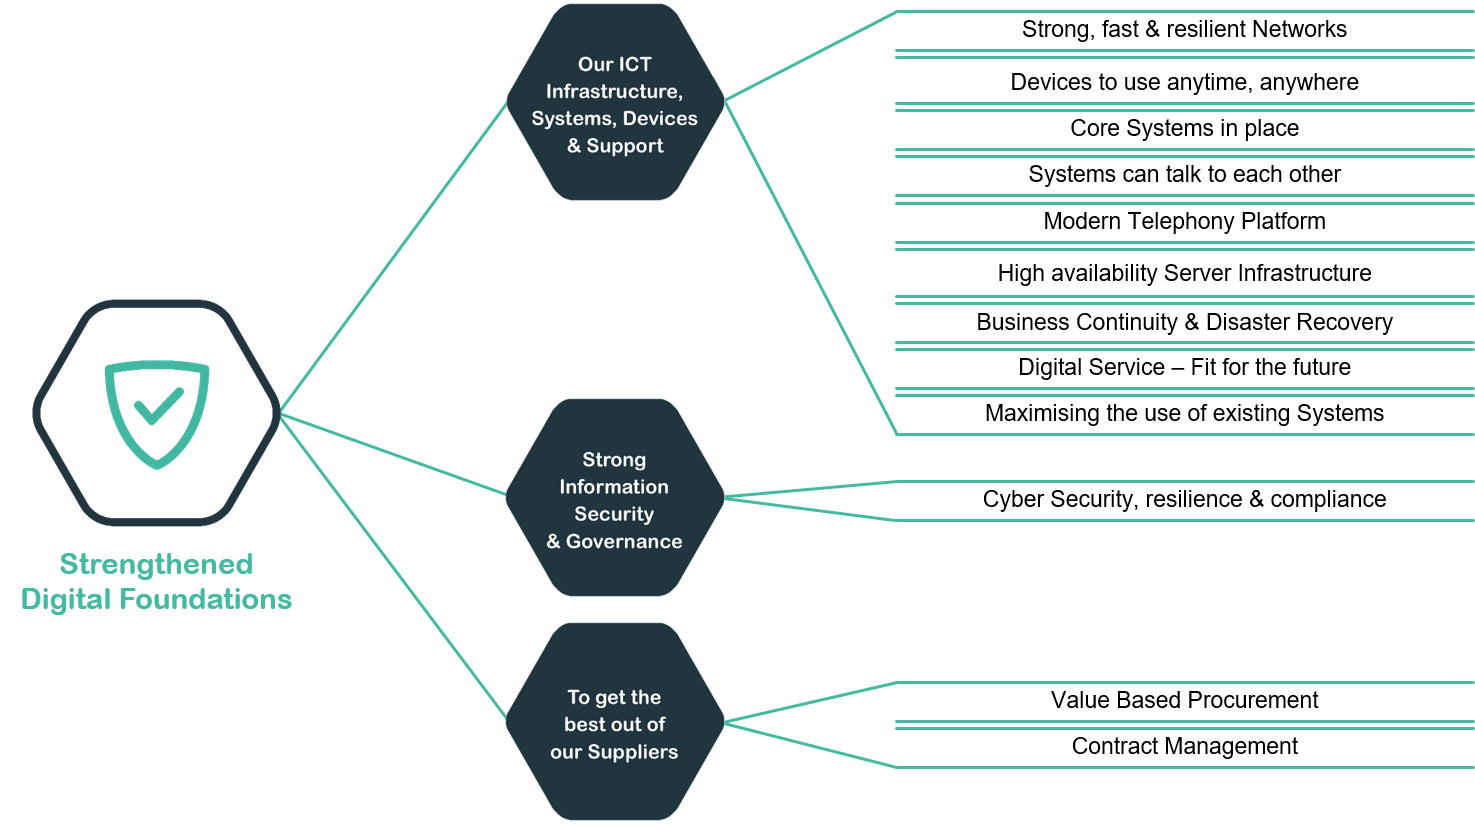 Strengthened
Digital Foundations
Our ICT
Infrastructure,
Systems, Devices
& Support
Strong, fast & resilient Networks
Devices to use anytime, anywhere
Core Systems in place
Systems can talk to each other
Modern Telephony Platform
High availability Server Infrastructure
Business Continuity & Disaster Recovery
Digital Service – Fit for the future
Maximising the use of existing Systems
Strong
Information
Security
& Governance
Cyber Security, resilience & compliance
To get the
best out of
our Suppliers
Value Based Procurement
Contract Management